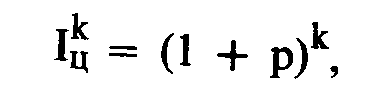 I_ц^k = (1 + p)^k,